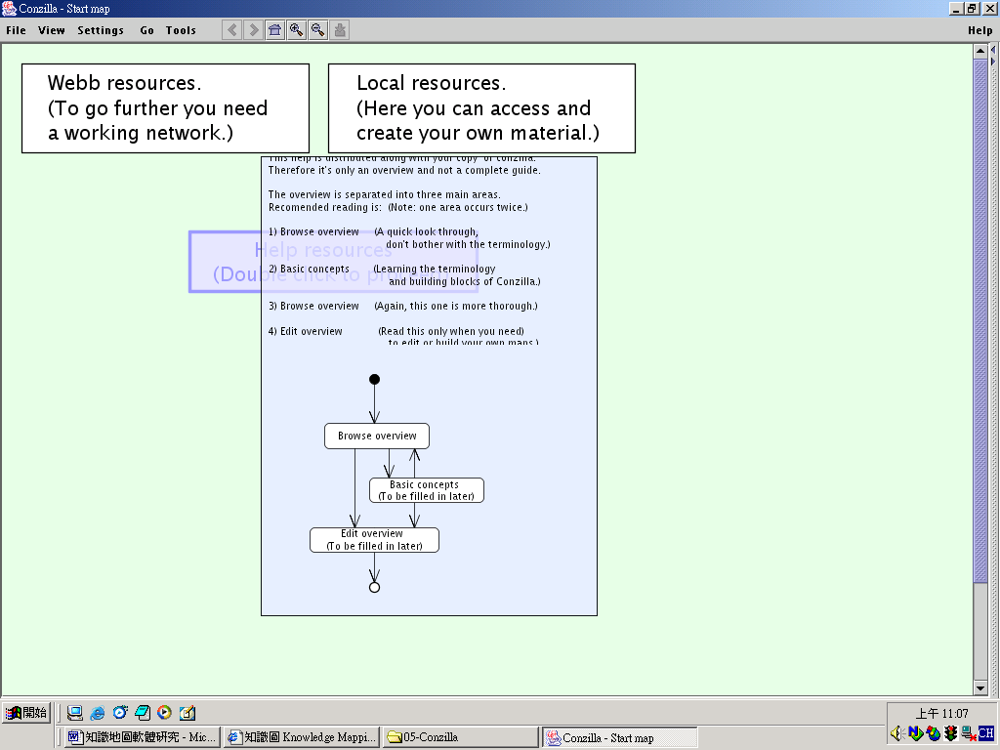 Conzilla - Start map
File View Settings Go Tools Help
Webb resources.
(To go further you need
a working network.)
Local resources.
(Here you can access and
create your own material.)
This help is distributed along with your copy of Conzilla.
Therefore it's only an overview and not a complete guide.
The overview is separated into three main areas.
Recomended reading is: (Note: one area occurs twice.)
1) Browse overview (A quick look through,
don't bother with the terminology.)
Help resources
(Double click to
2) Basic concepts (Learning the terminology
and building blocks of Conzilla.)
3) Browse overview (Again, this one is more thorough.)
4) Edit overview (Read this only when you need)
to edit or build your own maps.)
Browse overview
Basic concepts
(To be filled in later)
Edit overview
(To be filled in later)
開始
上午 11:07
知識地圖軟體研究 - Mic...
知識圖 Knowledge Mappi...
05-Conzilla
Conzilla - Start map
CH